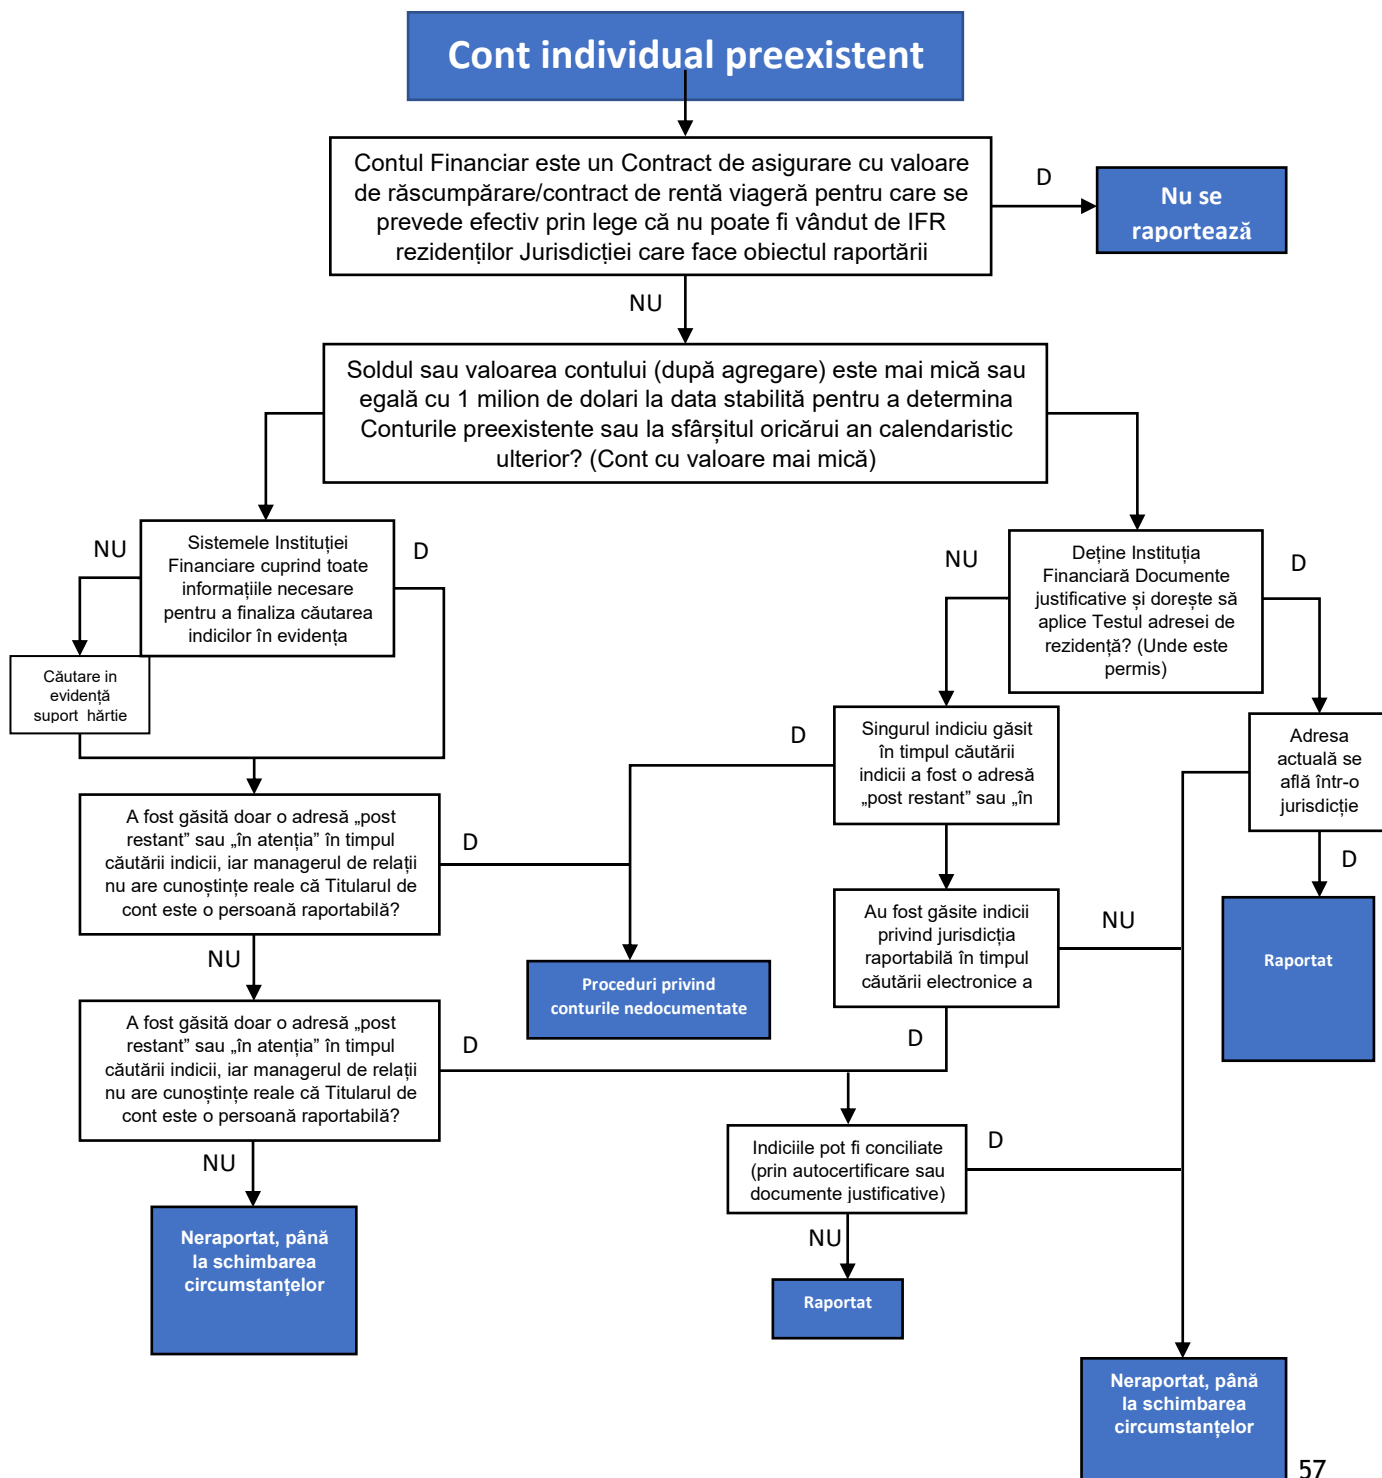 Cont individual preexistent
Contul Financiar este un Contract de asigurare cu valoare
de răscumpărare/contract de rentă viageră pentru care se
prevede efectiv prin lege că nu poate fi vândut de IFR
rezidenților Jurisdicției care face obiectul raportării
D
Nu se
raportează
NU
Soldul sau valoarea contului (după agregare) este mai mică sau
egală cu 1 milion de dolari la data stabilită pentru a determina
Conturile preexistente sau la sfârșitul oricărui an calendaristic
ulterior? (Cont cu valoare mai mică)
NU
Sistemele Instituției
Financiare cuprind toate
informațiile necesare
pentru a finaliza căutarea
indicilor în evidența
D
NU
Deține Instituția
Financiară Documente
justificative și dorește să
aplice Testul adresei de
rezidență? (Unde este
permis)
D
Căutare in
evidență
suport hărtie
D
Singurul indiciu găsit
în timpul căutării
indicii a fost o adresă
„post restant” sau „în
Adresa
actuală se
află într-o
jurisdicție
A fost găsită doar o adresă „post
restant” sau „în atenția” în timpul
căutării indicii, iar managerul de relații
nu are cunoștințe reale că Titularul de
cont este o persoană raportabilă?
D
D
Au fost găsite indicii
privind jurisdicția
raportabilă în timpul
căutării electronice a
NU
Raportat
NU
Proceduri privind
conturile nedocumentate
A fost găsită doar o adresă „post
restant” sau „în atenția” în timpul
căutării indicii, iar managerul de relații
nu are cunoștințe reale că Titularul de
cont este o persoană raportabilă?
D
D
Indiciile pot fi conciliate
(prin autocertificare sau
documente justificative)
D
NU
Neraportat, până
la schimbarea
circumstanțelor
NU
Raportat
Neraportat, până
la schimbarea
circumstanțelor
57